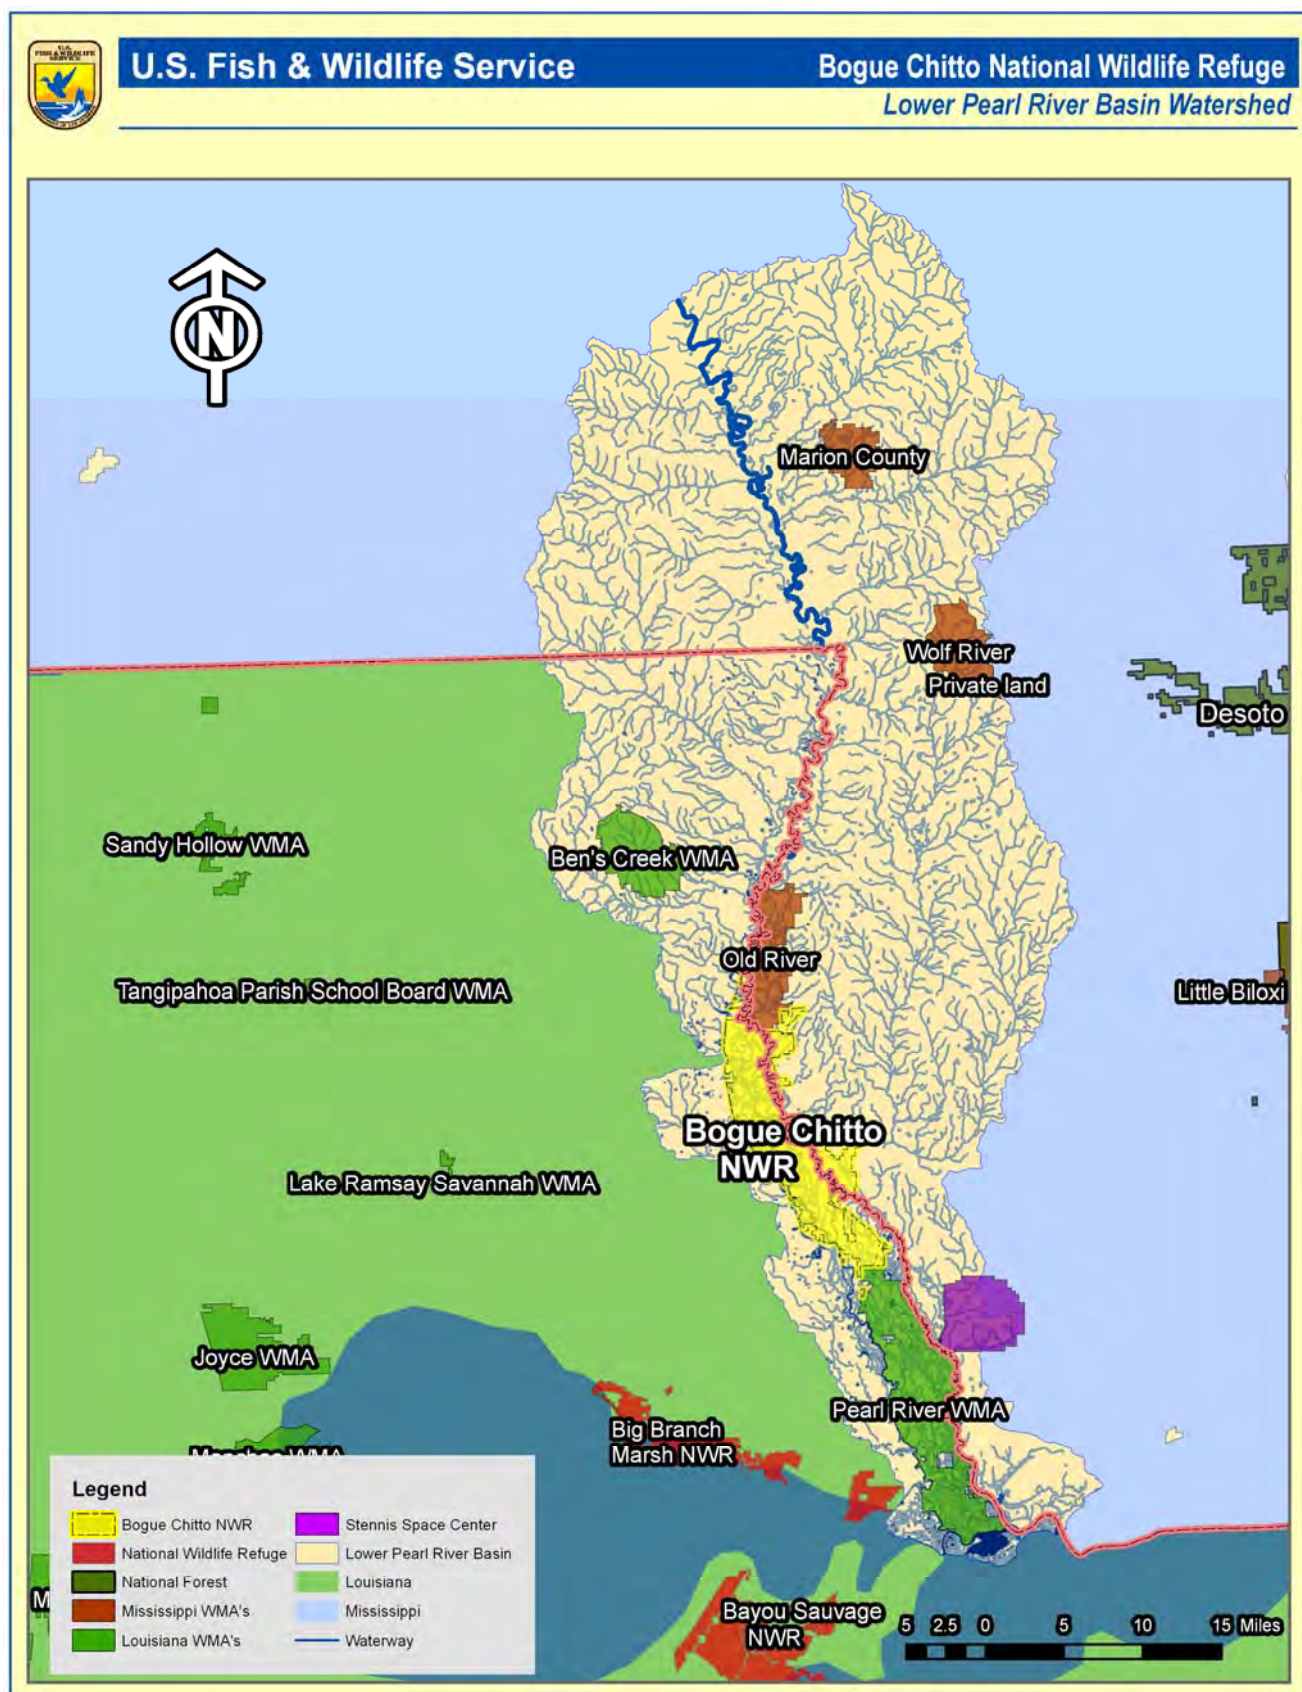 U.S.
FISH & WILDLIFE
SERVICE
U.S. Fish & Wildlife Service
Bogue Chitto National Wildlife Refuge
Lower Pearl River Basin Watershed
N
Marion County
Wolf River
Private land
Desoto
Sandy Hollow WMA
Ben's Creek WMA
Old River
Tangipahoa Parish School Board WMA
Little Biloxi
Bogue Chitto
NWR
Lake Ramsay Savannah WMA
Joyce WMA
Pearl River WMA
Big Branch
Marsh NWR
Legend
Bogue Chitto NWR
National Wildlife Refuge
National Forest
Mississippi WMA's
Louisiana WMA's
Stennis Space Center
Lower Pearl River Basin
Louisiana
Mississippi
Waterway
M
Bayou Sauvage
NWR
5 2.5 0 5 10 15 Miles